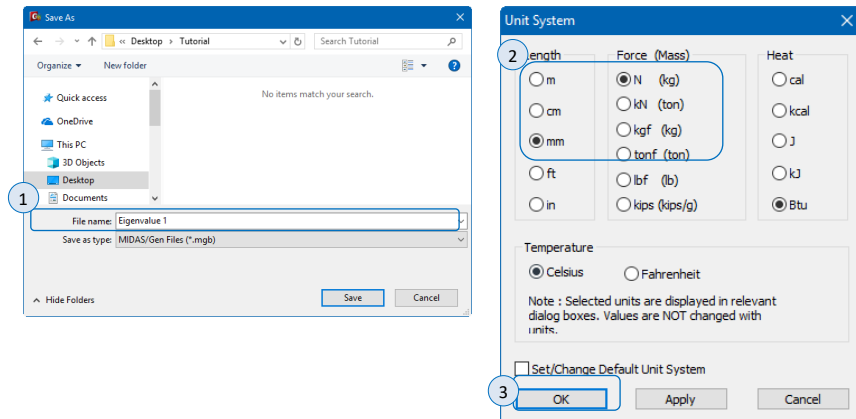 Save As
« Desktop › Tutorial
Search Tutorial
Organize
New folder
Quick access
OneDrive
This PC
3D Objects
Desktop
Documents
No items match your search.
1
File name: Eigenvalue 1
Save as type: MIDAS/Gen Files (*.mgb)
Hide Folders
Save
Cancel
Unit System
2
Length
m
cm
mm
ft
in
Force (Mass)
N (kg)
kN (ton)
kgf (kg)
tonf (ton)
lbf (lb)
kips (kips/g)
Heat
cal
kcal
J
kJ
Btu
Temperature
Celsius
Fahrenheit
Note : Selected units are displayed in relevant
dialog boxes. Values are NOT changed with
units.
Set/Change Default Unit System
3
OK
Apply
Cancel